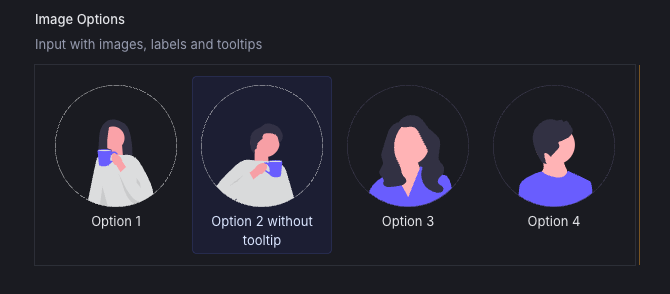 Image Options
Input with images, labels and tooltips
Option 1
Option 2 without
tooltip
Option 3
Option 4